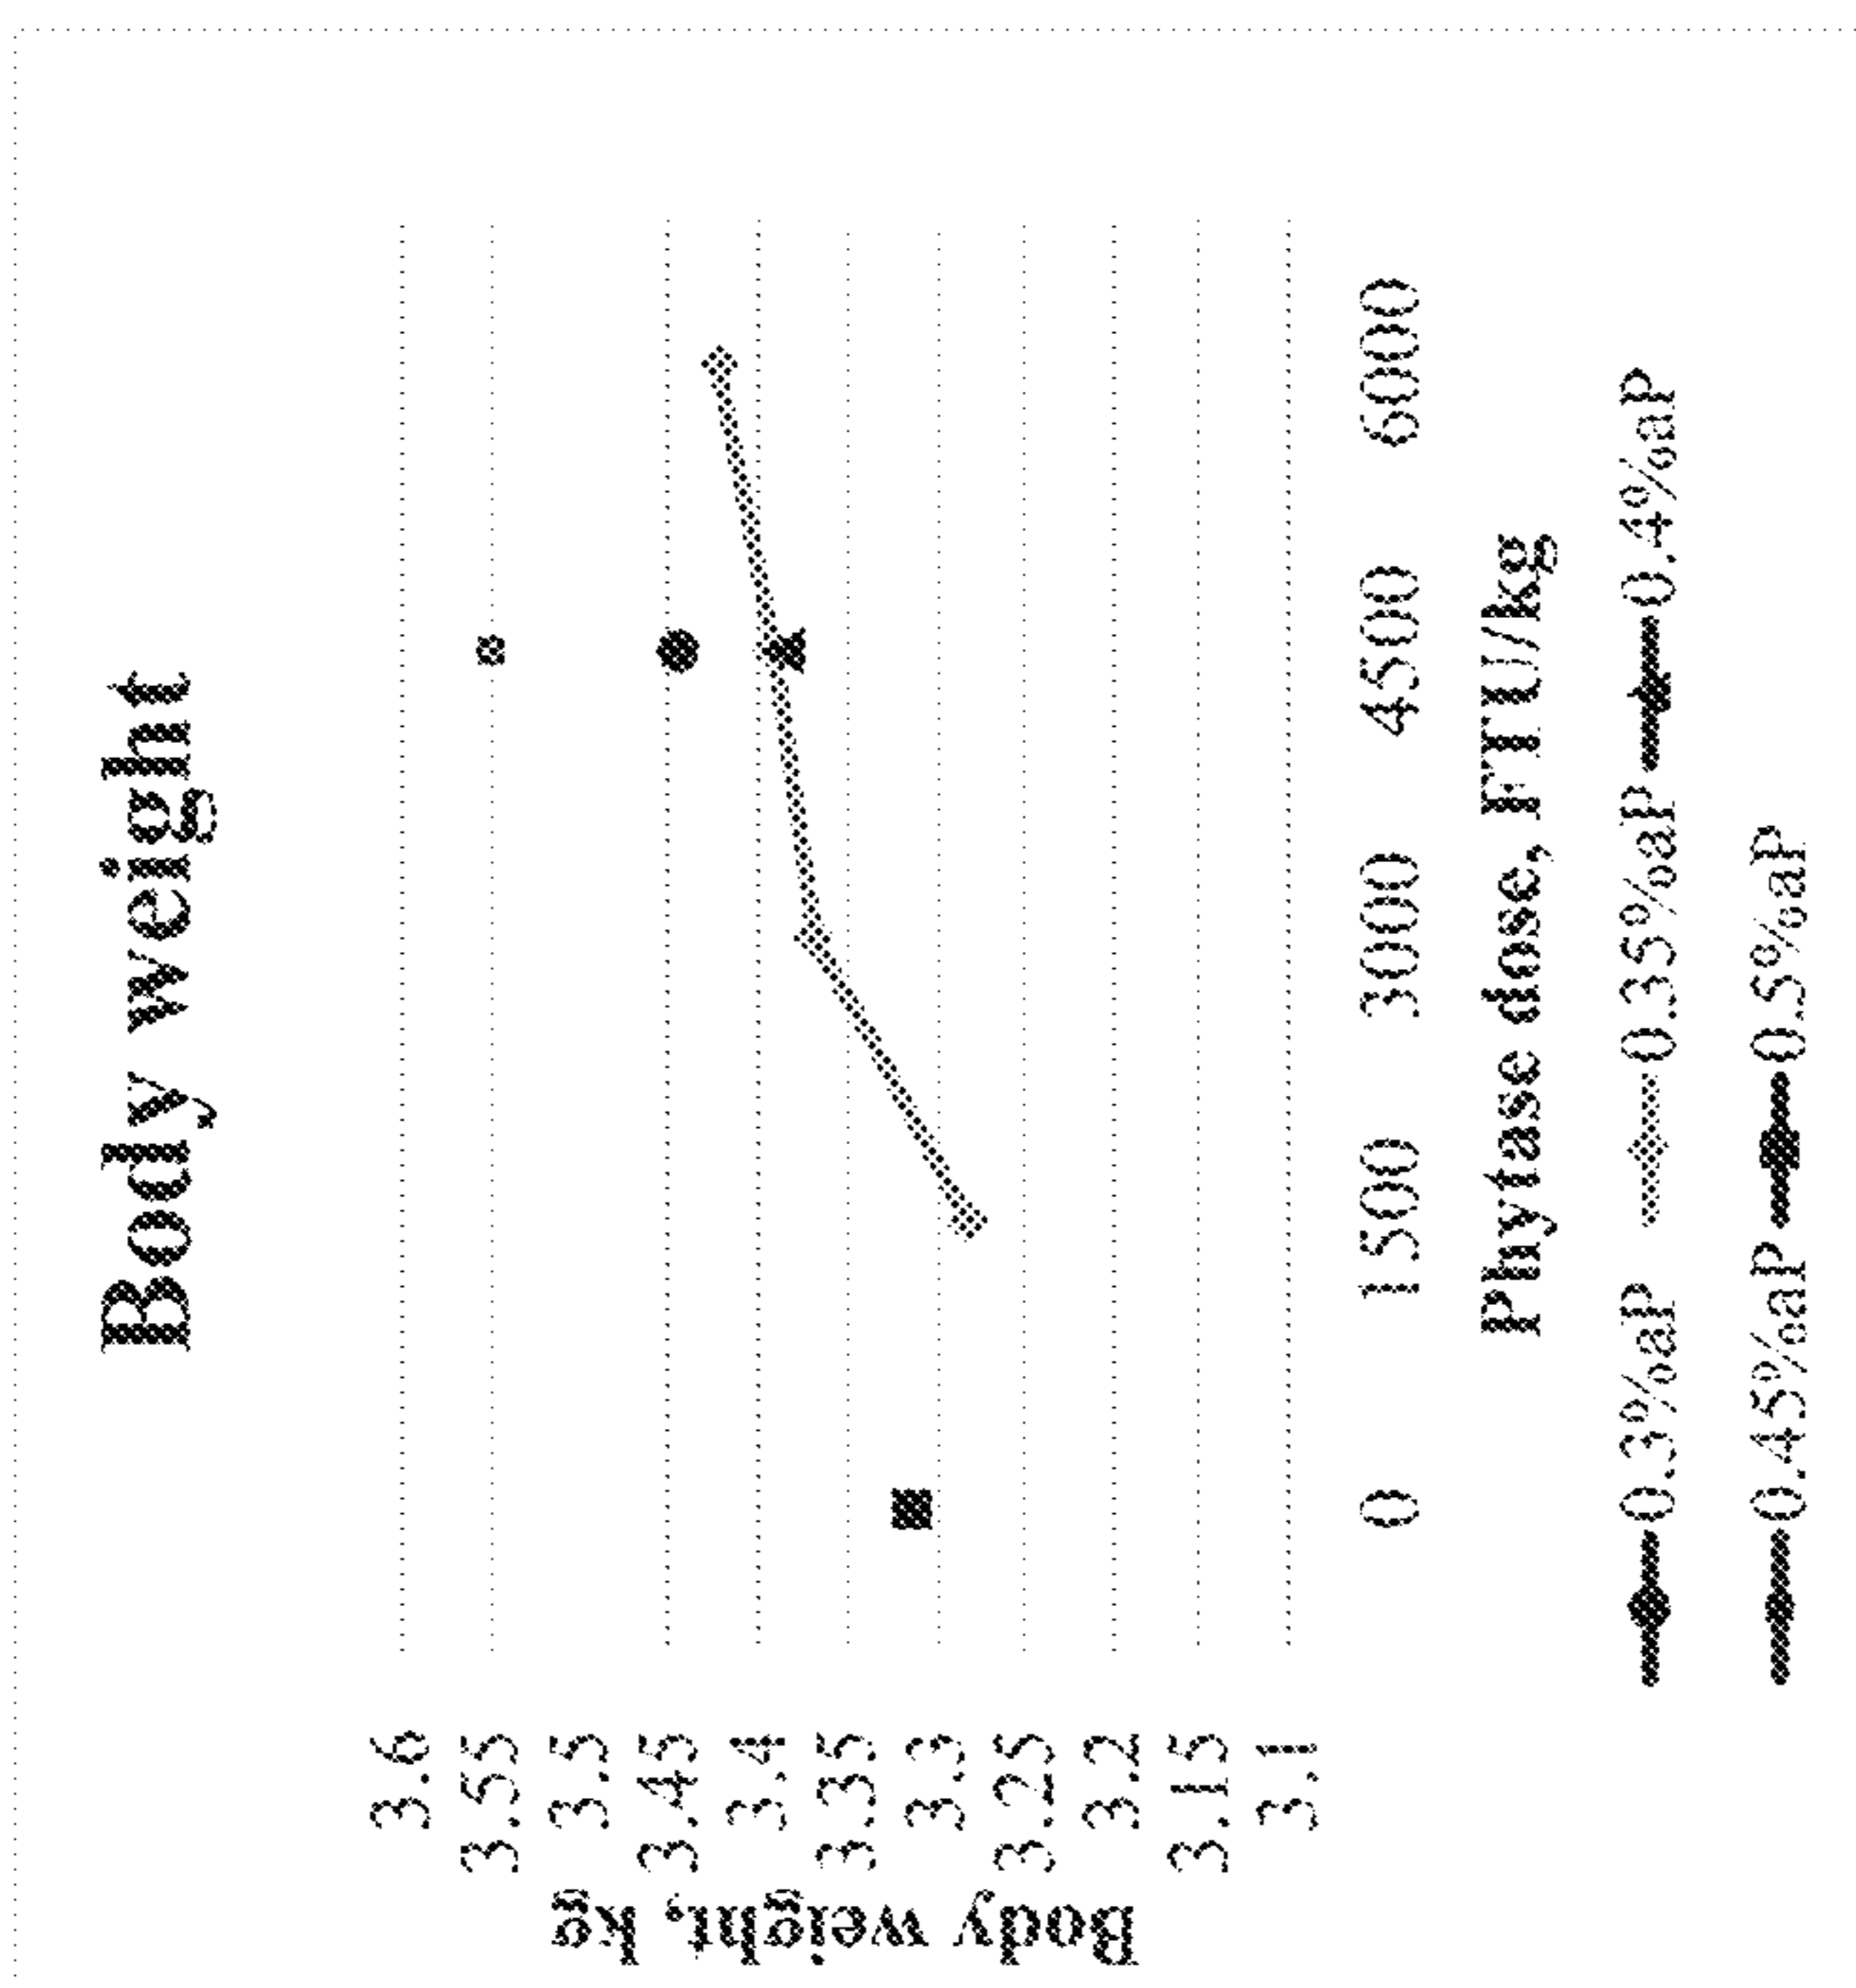 Body weight
3.6
3.55
3.5
3.45
3.4
3.35
3.3
3.25
3.2
3.15
3.1
Body weight, kg
0 1500 3000 4500 6000
Phytase dose, FTU/kg
0.3%aP 0.35%aP 0.4%aP
0.45%aP 0.5%aP